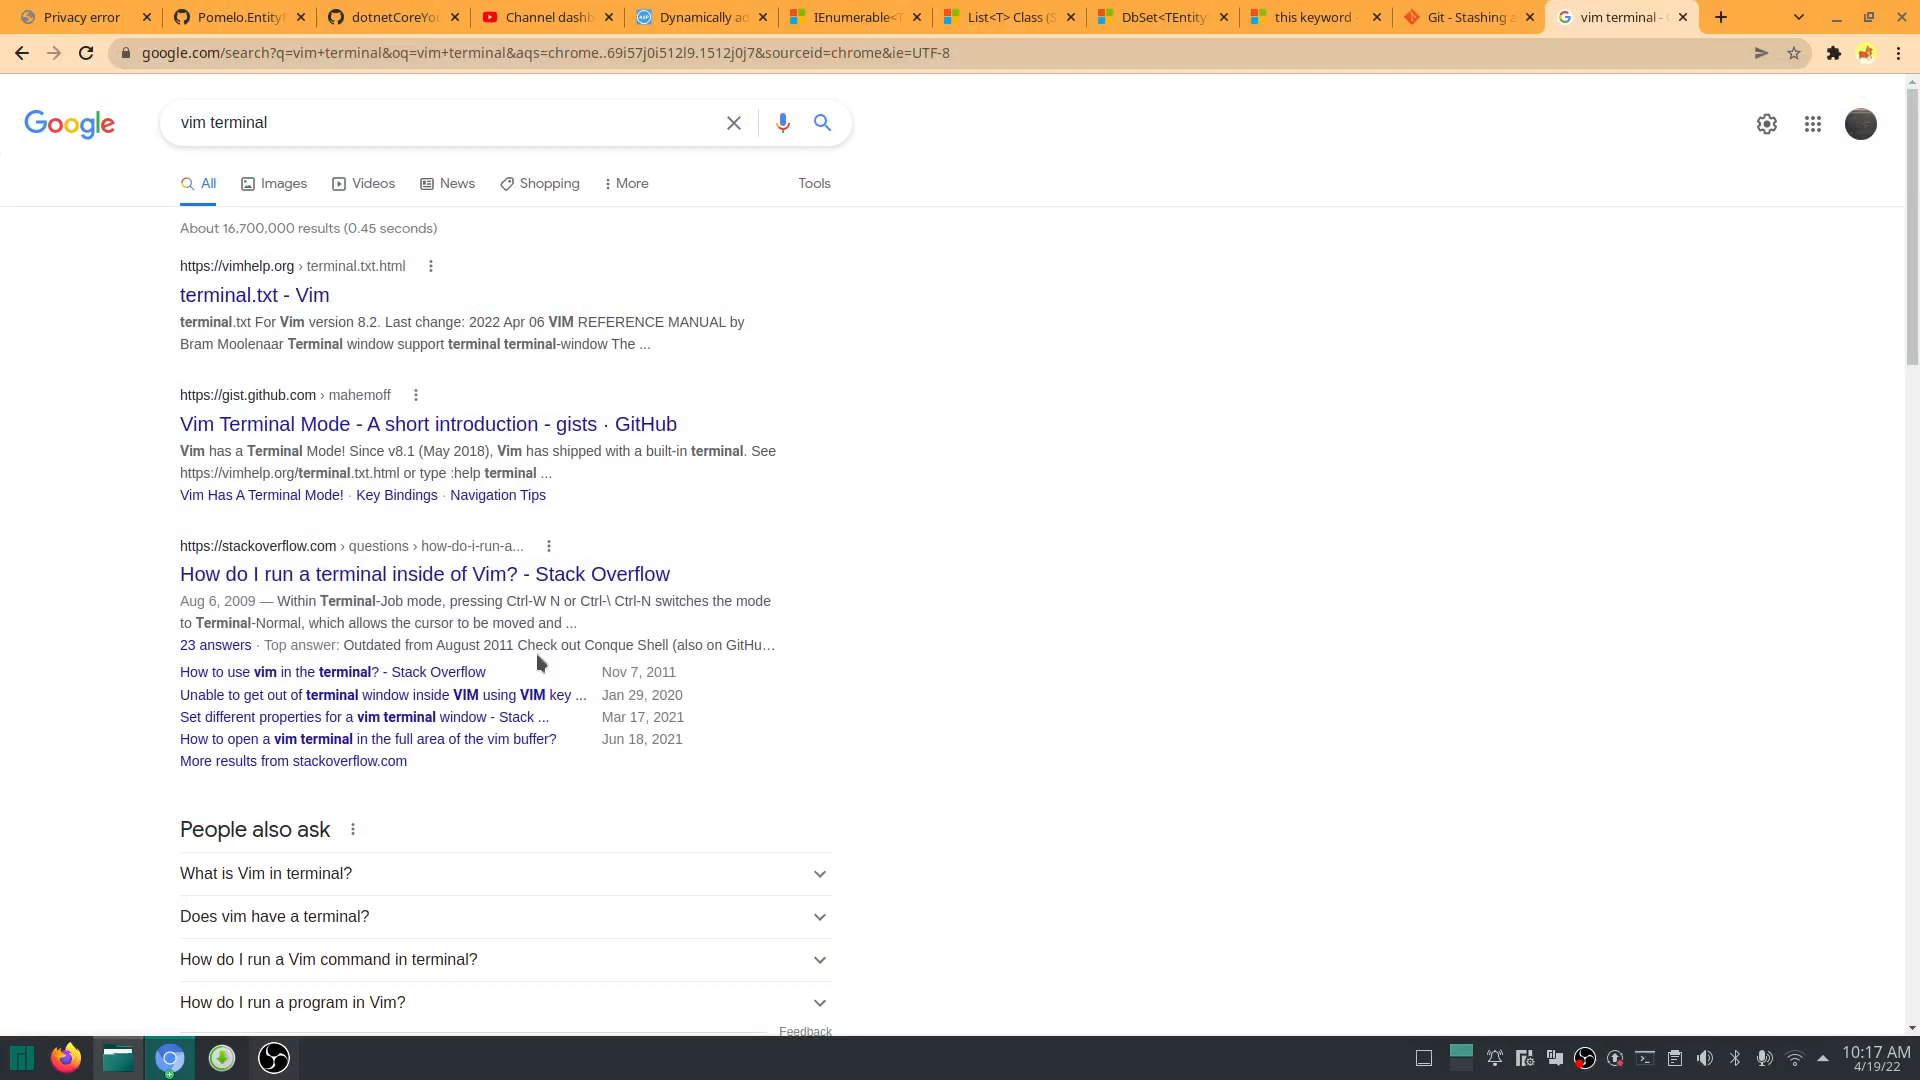 Privacy error
Pomelo.EntityF
dotnetCoreYou
Channel dashb
Dynamically ad
IEnumerable<T
List<T> Class (S
DbSet<TEntity
this keyword -
Git - Stashing a
vim terminal - G
google.com/search?q=vim+terminal&oq=vim+terminal&aqs=chrome..69i57j0i512l9.1512j0j7&sourceid=chrome&ie=UTF-8
Google
vim terminal
All
Images
Videos
News
Shopping
More
Tools
About 16,700,000 results (0.45 seconds)
https://vimhelp.org › terminal.txt.html
terminal.txt - Vim
terminal.txt For Vim version 8.2. Last change: 2022 Apr 06 VIM REFERENCE MANUAL by
Bram Moolenaar Terminal window support terminal terminal-window The ...
https://gist.github.com › mahemoff
Vim Terminal Mode - A short introduction - gists · GitHub
Vim has a Terminal Mode! Since v8.1 (May 2018), Vim has shipped with a built-in terminal. See
https://vimhelp.org/terminal.txt.html or type :help terminal ...
Vim Has A Terminal Mode! · Key Bindings · Navigation Tips
https://stackoverflow.com › questions › how-do-i-run-a...
How do I run a terminal inside of Vim? - Stack Overflow
Aug 6, 2009 — Within Terminal-Job mode, pressing Ctrl-W N or Ctrl-\ Ctrl-N switches the mode
to Terminal-Normal, which allows the cursor to be moved and ...
23 answers · Top answer: Outdated from August 2011 Check out Conque Shell (also on GitHu...
How to use vim in the terminal? - Stack Overflow Nov 7, 2011
Unable to get out of terminal window inside VIM using VIM key ... Jan 29, 2020
Set different properties for a vim terminal window - Stack ... Mar 17, 2021
How to open a vim terminal in the full area of the vim buffer? Jun 18, 2021
More results from stackoverflow.com
People also ask
What is Vim in terminal?
Does vim have a terminal?
How do I run a Vim command in terminal?
How do I run a program in Vim?
Feedback
10:17 AM
4/19/22